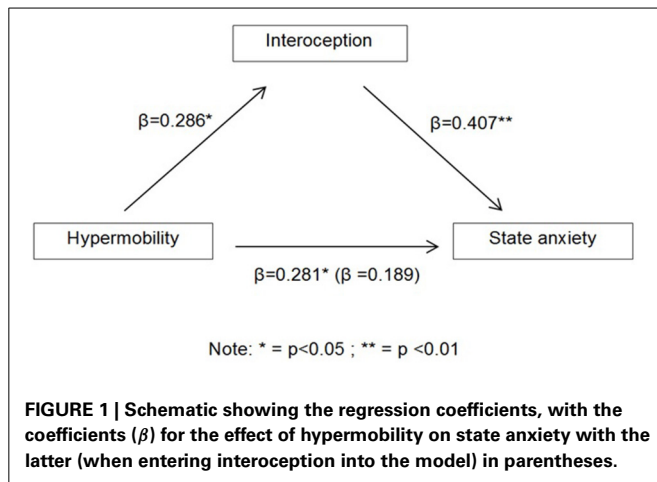 Interoception
β=0.286*
β=0.407**
Hypermobility
State anxiety
β=0.281* (β =0.189)
Note: * = p<0.05 ; ** = p <0.01
FIGURE 1 | Schematic showing the regression coefficients, with the
coefficients (β) for the effect of hypermobility on state anxiety with the
latter (when entering interoception into the model) in parentheses.